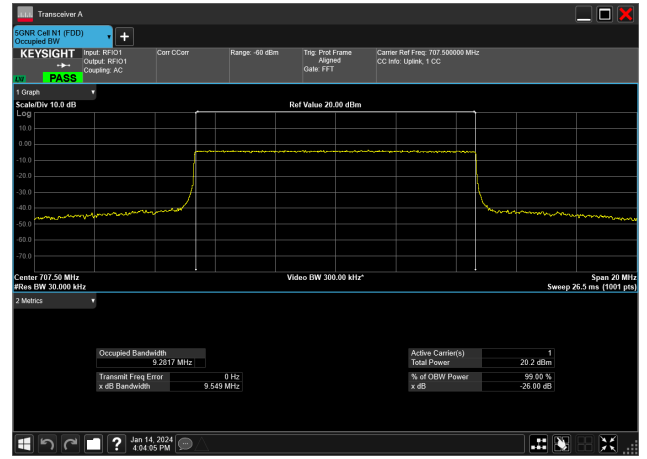 Transceiver A
5GNR Cell N1 (FDD)
Occupied BW
+
KEYSIGHT
LNI
PASS
Input: RFIO1
Output: RFIO1
Coupling: AC
Corr CCorr
Range: -60 dBm
Trig: Prot Frame
Aligned
Gate: FFT
Carrier Ref Freq: 707.500000 MHz
CC Info: Uplink, 1 CC
1 Graph
Scale/Div 10.0 dB
Ref Value 20.00 dBm
Log
10.0
0.00
-10.0
-20.0
-30.0
-40.0
-50.0
-60.0
-70.0
Center 707.50 MHz
Video BW 300.00 kHz*
Span 20 MHz
#Res BW 30.000 kHz
Sweep 26.5 ms (1001 pts)
2 Metrics
Occupied Bandwidth
9.2817 MHz
Transmit Freq Error 0 Hz
x dB Bandwidth 9.549 MHz
Active Carrier(s) 1
Total Power 20.2 dBm
% of OBW Power 99.00 %
x dB -26.00 dB
?
Jan 14, 2024
4:04:05 PM